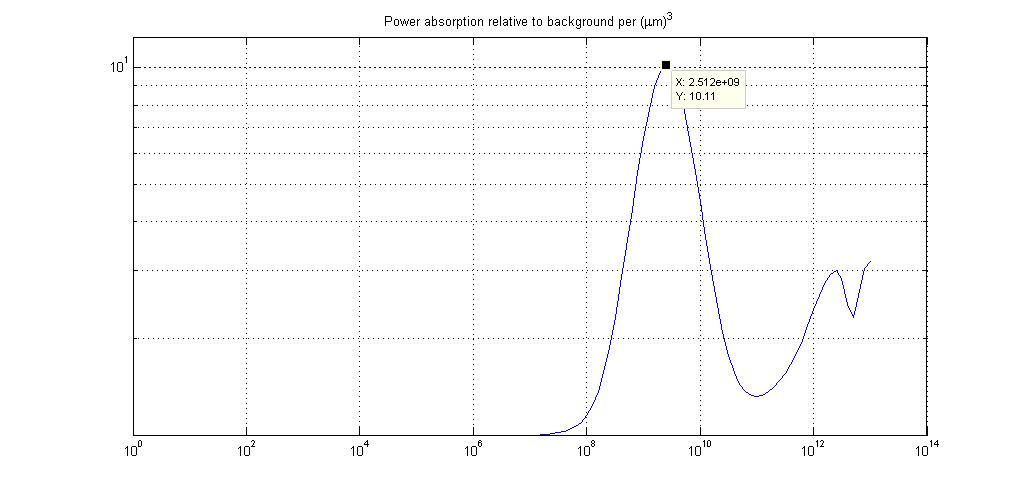 Power absorption relative to background per (μm)³
10¹
X: 2.512e+09
Y: 10.11
10⁰ 10² 10⁴ 10⁶ 10⁸ 10¹⁰ 10¹² 10¹⁴